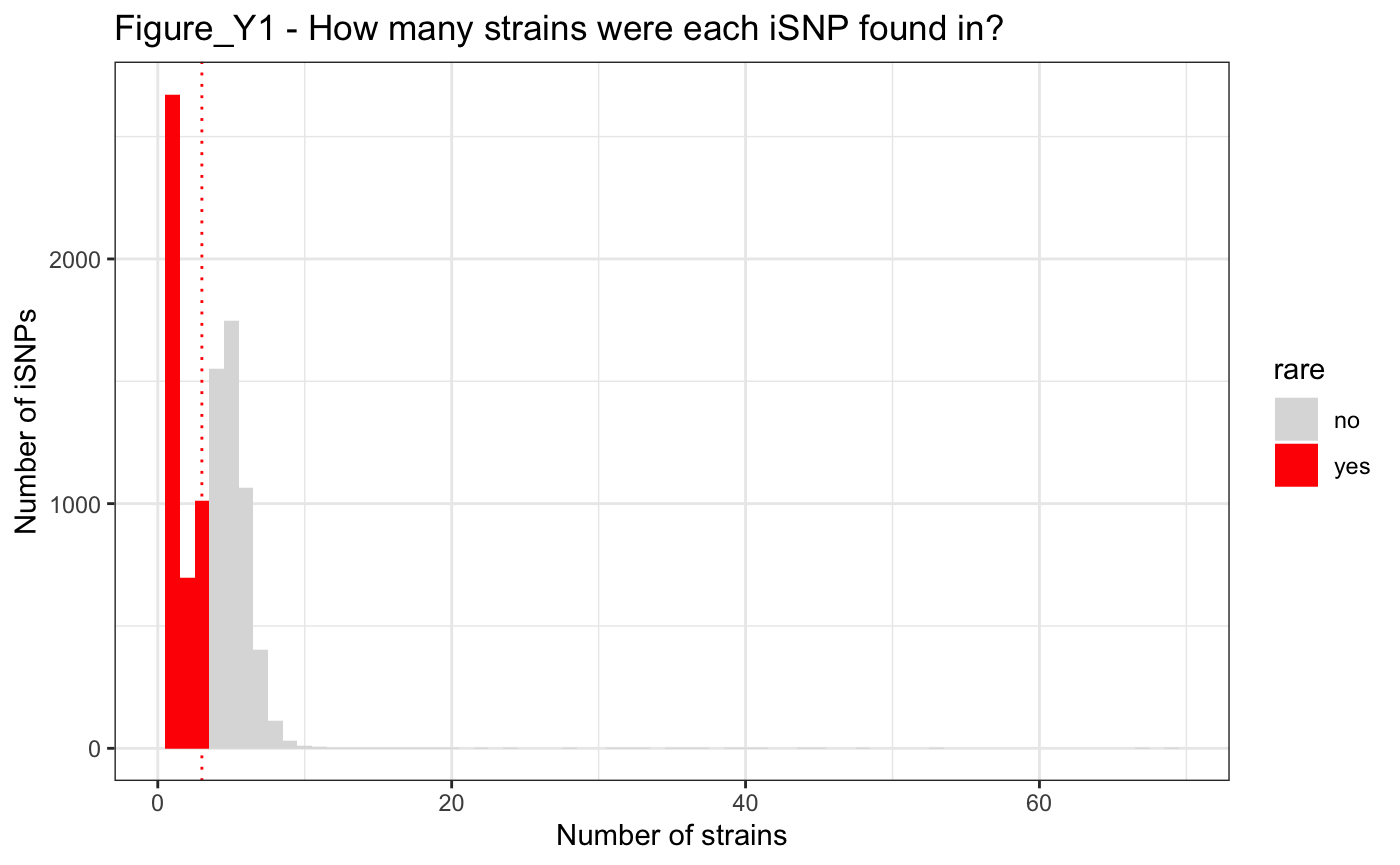 Figure_Y1 - How many strains were each iSNP found in?
Number of iSNPs
2000
1000
0
0 20 40 60
Number of strains
rare
no
yes